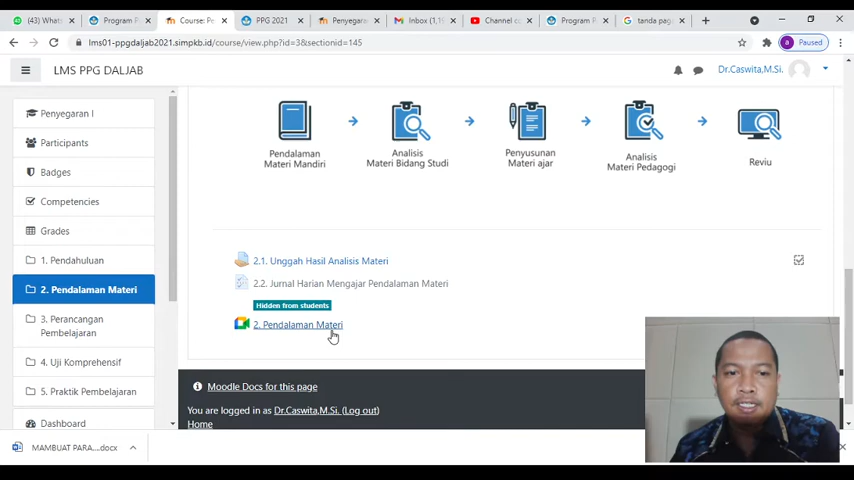 (43) Whats
Program R
Course: Pe
PPG 2021
Penyegara
Inbox (1,1
Channel co
Program R
tanda paga
lms01-ppgdaljab2021.simpkb.id/course/view.php?id=3&sectionid=145
a
Paused
LMS PPG DALJAB
Dr.Caswita,M.Si.
Penyegaran I
Participants
Badges
Competencies
Grades
1. Pendahuluan
2. Pendalaman Materi
3. Perancangan
Pembelajaran
4. Uji Komprehensif
5. Praktik Pembelajaran
Dashboard
Pendalaman
Materi Mandiri
Analisis
Materi Bidang Studi
Penyusunan
Materi ajar
Analisis
Materi Pedagogi
Reviu
2.1. Unggah Hasil Analisis Materi
2.2. Jurnal Harian Mengajar Pendalaman Materi
Hidden from students
2. Pendalaman Materi
Moodle Docs for this page
You are logged in as Dr.Caswita,M.Si. (Log out)
Home
MAMBUAT PARA....docx